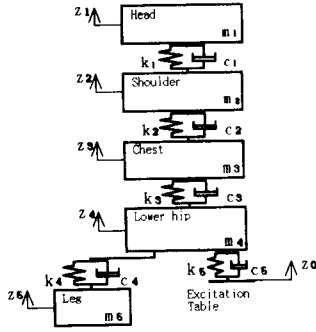 Z1
Head
m1
k1
C1
Z2
Shoulder
m2
k2
C2
Z3
Chest
m3
k3
C3
Z4
Lower hip
m4
k4
C4
k5
C5
Z0
Z5
Leg
m5
Excitation
Table